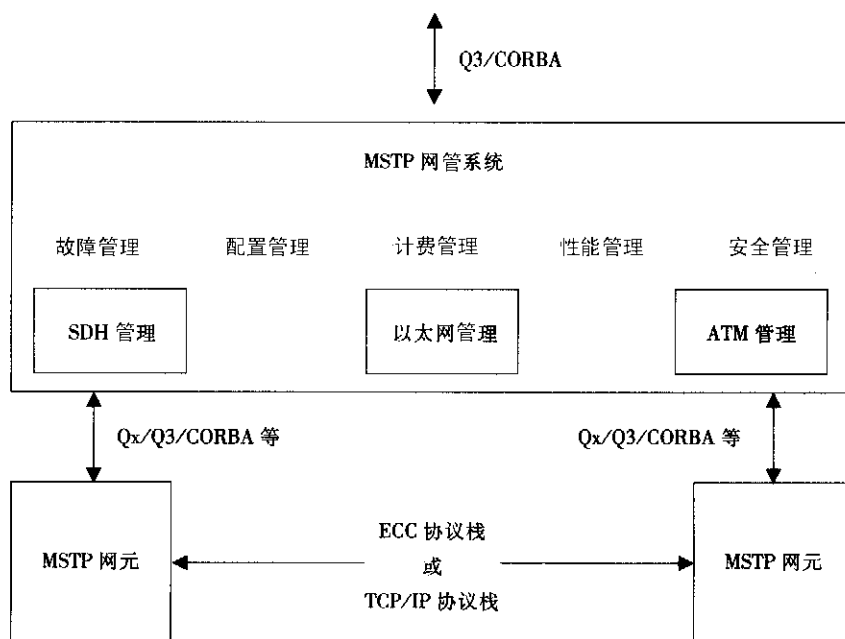 Q3/CORBA
MSTP 网管系统
故障管理 配置管理 计费管理 性能管理 安全管理
SDH 管理 以太网管理 ATM 管理
Qx/Q3/CORBA 等 Qx/Q3/CORBA 等
MSTP 网元 ECC 协议栈 MSTP 网元
或
TCP/IP 协议栈